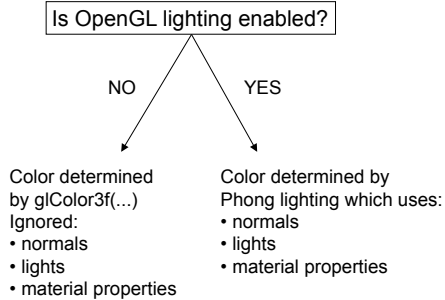 Is OpenGL lighting enabled?
NO
YES
Color determined
by glColor3f(...)
Ignored:
• normals
• lights
• material properties
Color determined by
Phong lighting which uses:
• normals
• lights
• material properties